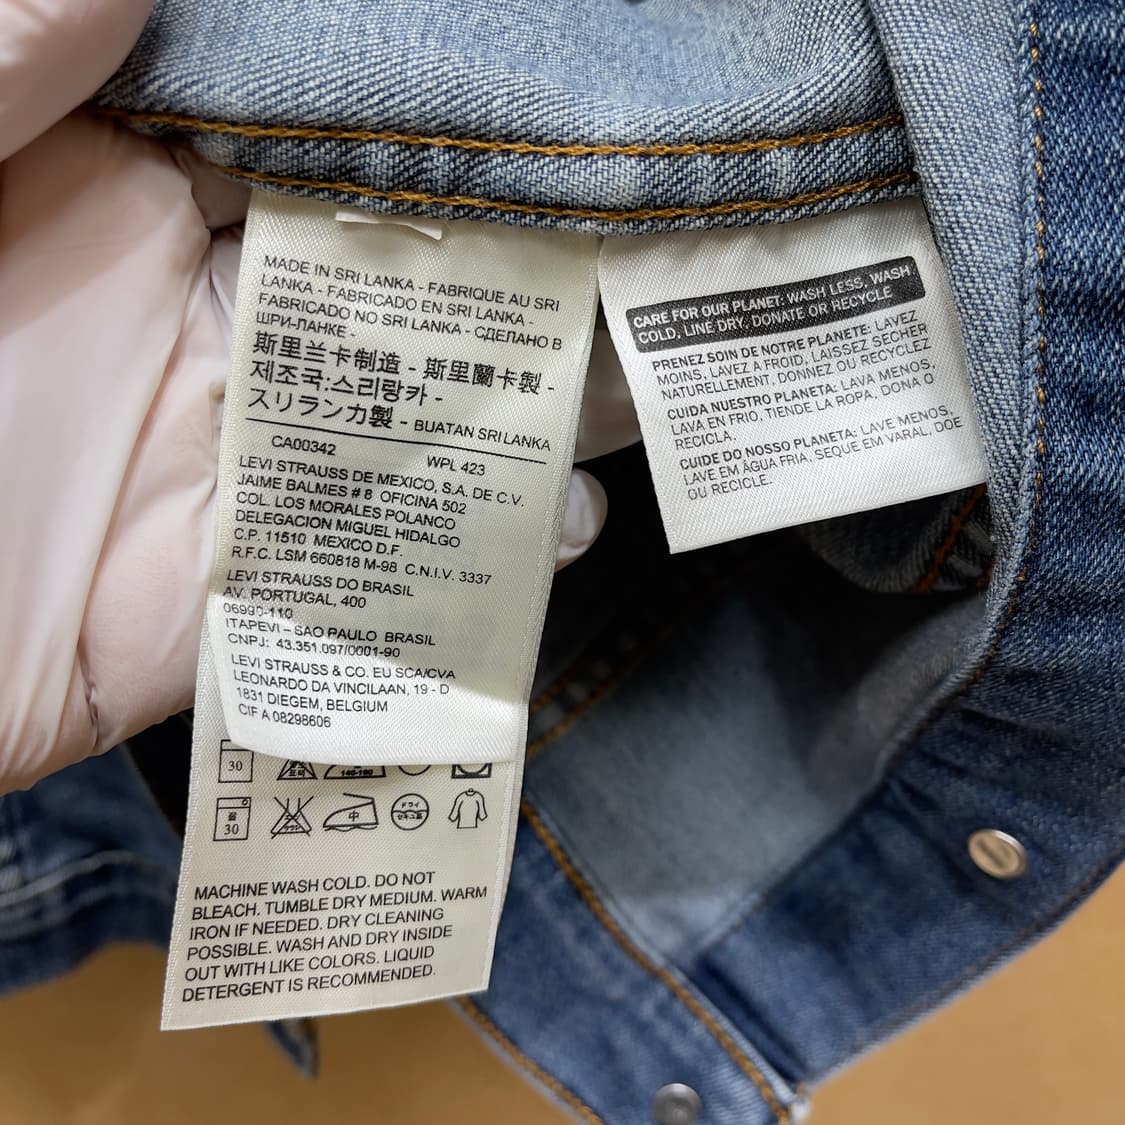 MADE IN SRI LANKA - FABRIQUE AU SRI
LANKA - FABRICADO EN SRI LANKA -
FABRICADO NO SRI LANKA - СДЕЛАНО В
ШРИ-ЛАНКЕ -
斯里兰卡制造 - 斯里蘭卡製 -
제조국:스리랑카 -
スリランカ製 - BUATAN SRI LANKA
CA00342 WPL 423
LEVI STRAUSS DE MEXICO, S.A. DE C.V.
JAIME BALMES # 8 OFICINA 502
COL. LOS MORALES POLANCO
DELEGACION MIGUEL HIDALGO
C.P. 11510 MEXICO D.F.
R.F.C. LSM 660818 M-98 C.N.I.V. 3337
LEVI STRAUSS DO BRASIL
AV. PORTUGAL, 400
06990-110
ITAPEVI – SAO PAULO BRASIL
CNPJ: 43.351.097/0001-90
LEVI STRAUSS & CO. EU SCA/CVA
LEONARDO DA VINCILAAN, 19 - D
1831 DIEGEM, BELGIUM
CIF A 08298606
30 표백 140-160
30 中 ドライ
MACHINE WASH COLD. DO NOT
BLEACH. TUMBLE DRY MEDIUM. WARM
IRON IF NEEDED. DRY CLEANING
POSSIBLE. WASH AND DRY INSIDE
OUT WITH LIKE COLORS. LIQUID
DETERGENT IS RECOMMENDED.
CARE FOR OUR PLANET: WASH LESS, WASH
COLD, LINE DRY, DONATE OR RECYCLE
PRENEZ SOIN DE NOTRE PLANETE: LAVEZ
MOINS, LAVEZ A FROID, LAISSEZ SECHER
NATURELLEMENT, DONNEZ OU RECYCLEZ
CUIDA NUESTRO PLANETA: LAVA MENOS,
LAVA EN FRIO, TIENDE LA ROPA, DONA O
RECICLA.
CUIDE DO NOSSO PLANETA: LAVE MENOS,
LAVE EM ÁGUA FRIA, SEQUE EM VARAL, DOE
OU RECICLE.